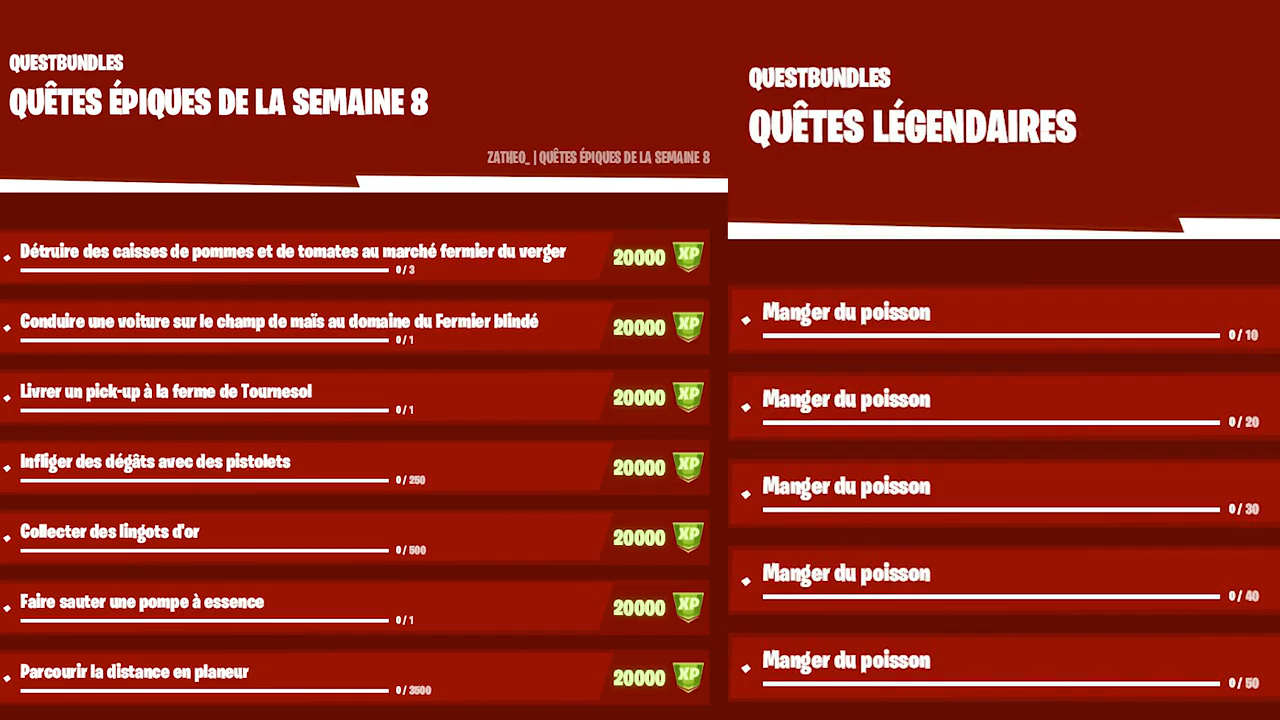 QUESTBUNDLES
QUÊTES ÉPIQUES DE LA SEMAINE 8
ZATHEO_ | QUÊTES ÉPIQUES DE LA SEMAINE 8
Détruire des caisses de pommes et de tomates au marché fermier du verger
0 / 3
20000 XP
Conduire une voiture sur le champ de maïs au domaine du Fermier blindé
0 / 1
20000 XP
Livrer un pick-up à la ferme de Tournesol
0 / 1
20000 XP
Infliger des dégâts avec des pistolets
0 / 250
20000 XP
Collecter des lingots d'or
0 / 500
20000 XP
Faire sauter une pompe à essence
0 / 1
20000 XP
Parcourir la distance en planeur
0 / 3500
20000 XP
QUESTBUNDLES
QUÊTES LÉGENDAIRES
Manger du poisson
0 / 10
Manger du poisson
0 / 20
Manger du poisson
0 / 30
Manger du poisson
0 / 40
Manger du poisson
0 / 50